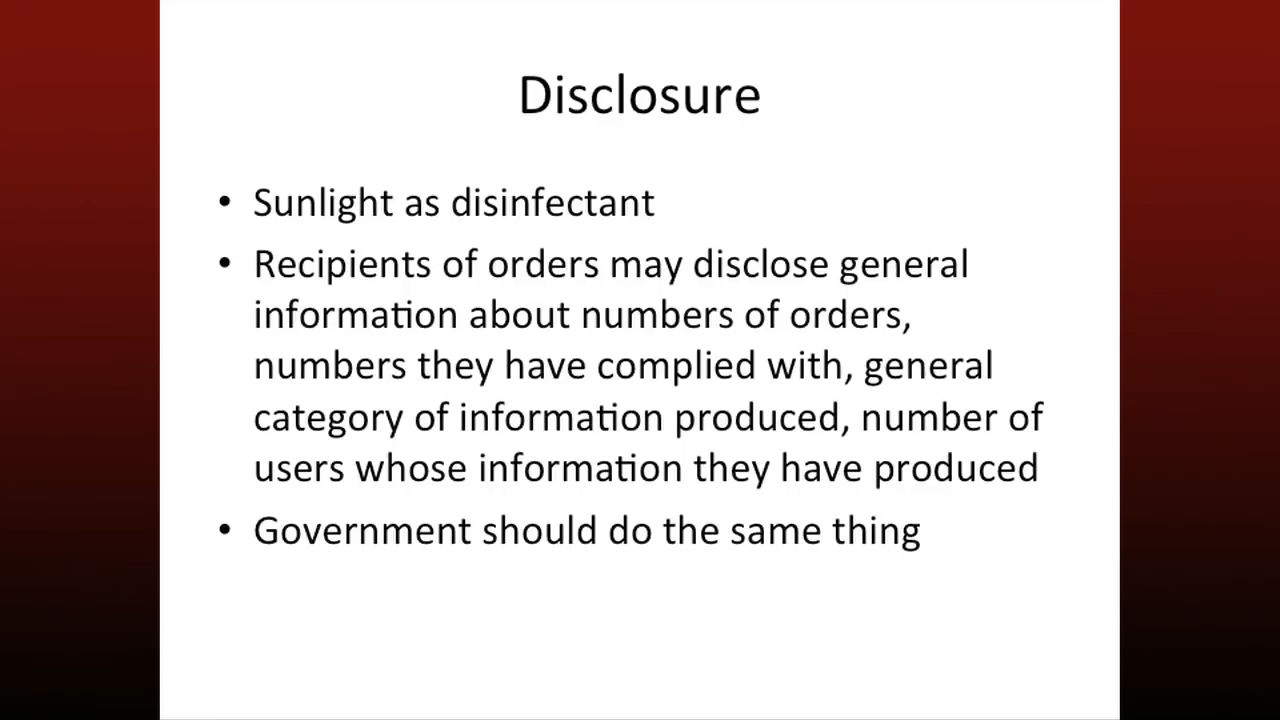 Disclosure
• Sunlight as disinfectant
• Recipients of orders may disclose general
information about numbers of orders,
numbers they have complied with, general
category of information produced, number of
users whose information they have produced
• Government should do the same thing